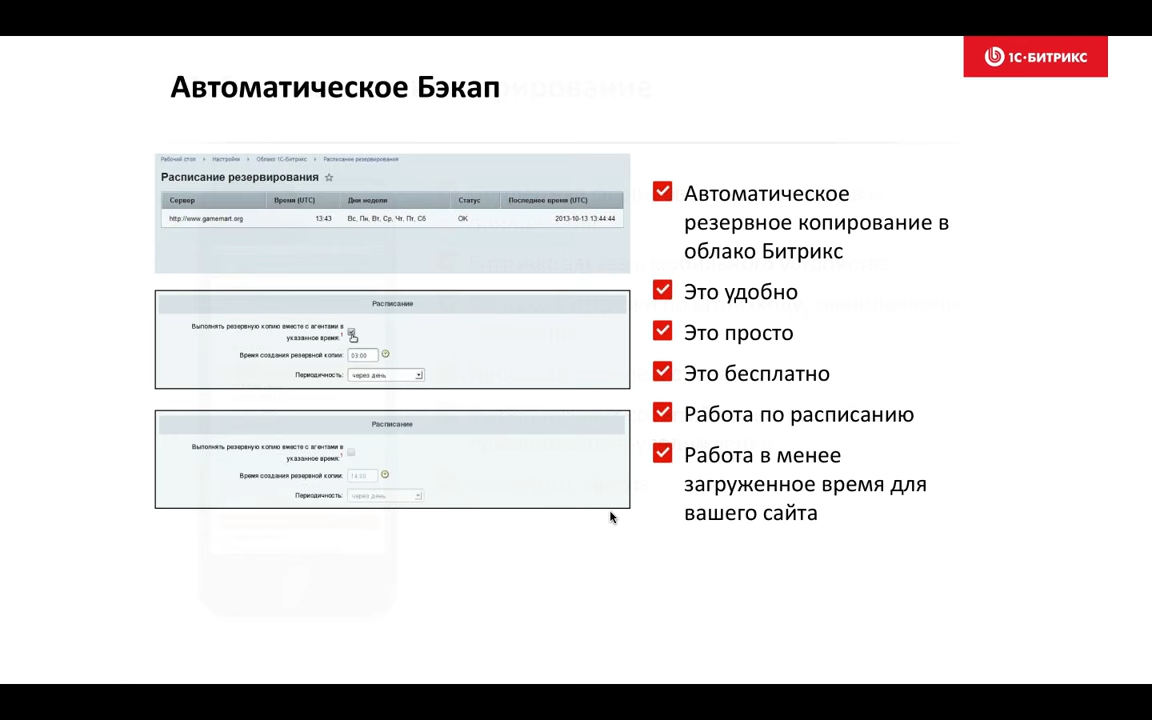 1С·БИТРИКС
Автоматическое Бэкап
Рабочий стол Настройки Облако 1С-Битрикс Расписание резервирования
Расписание резервирования
Сервер Время (UTC) Дни недели Статус Последнее время (UTC)
http://www.gamemart.org 13:43 Вс, Пн, Вт, Ср, Чт, Пт, Сб OK 2013-10-13 13:44:44
Расписание
Выполнять резервную копию вместе с агентами в
указанное время:1
Время создания резервной копии: 03:00
Периодичность: через день
Расписание
Выполнять резервную копию вместе с агентами в
указанное время:1
Время создания резервной копии:
Периодичность: через день
Автоматическое
резервное копирование в
облако Битрикс
Это удобно
Это просто
Это бесплатно
Работа по расписанию
Работа в менее
загруженное время для
вашего сайта